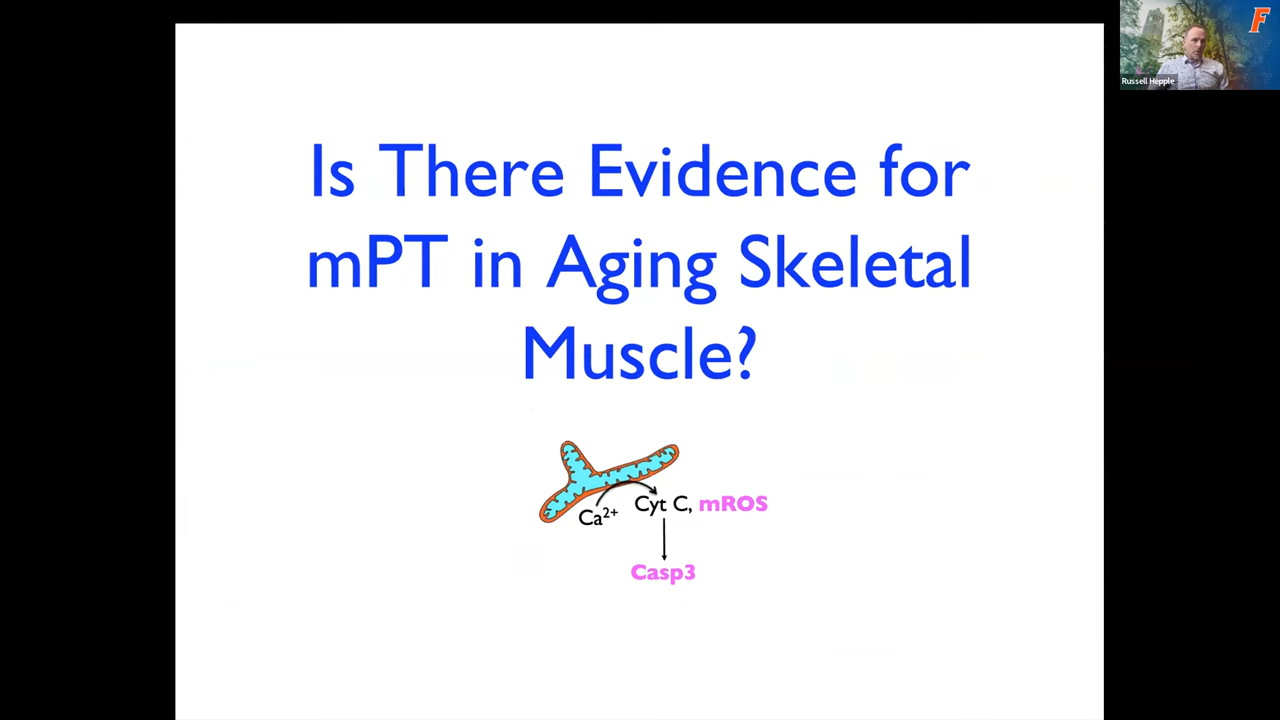 Is There Evidence for
mPT in Aging Skeletal
Muscle?
Ca2+
Cyt C, mROS
Casp3
F
Russell Hepple